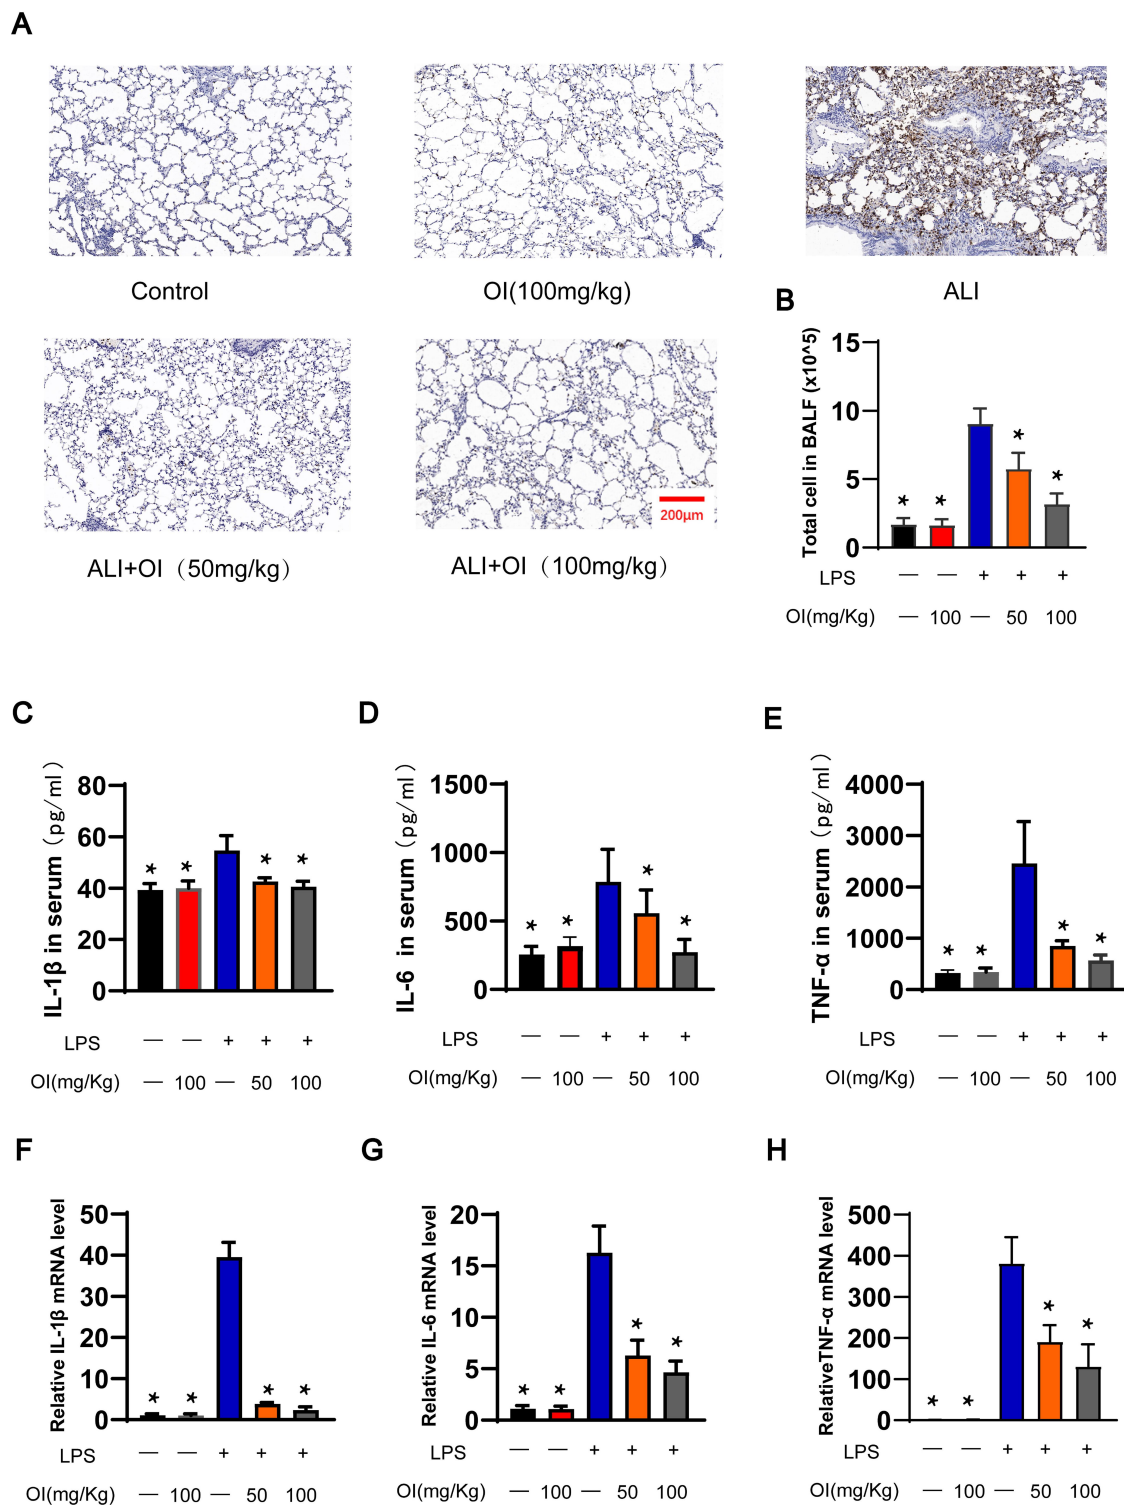 A
Control
OI(100mg/kg)
ALI
ALI+OI（50mg/kg）
200μm
ALI+OI（100mg/kg）
B
Total cell in BALF (x10^5)
15
10
5
0
LPS — — + + +
OI(mg/Kg) — 100 — 50 100
C
IL-1β in serum（pg/ml）
80
60
40
20
0
* * * *
LPS — — + + +
OI(mg/Kg) — 100 — 50 100
D
IL-6 in serum（pg/ml）
1500
1000
500
0
* * * *
LPS — — + + +
OI(mg/Kg) — 100 — 50 100
E
TNF-α in serum（pg/ml）
4000
3000
2000
1000
0
* * * *
LPS — — + + +
OI(mg/Kg) — 100 — 50 100
F
Relative IL-1β mRNA level
50
40
30
20
10
0
* * * *
LPS — — + + +
OI(mg/Kg) — 100 — 50 100
G
Relative IL-6 mRNA level
20
15
10
5
0
* * * *
LPS — — + + +
OI(mg/Kg) — 100 — 50 100
H
RelativeTNF-α mRNA level
500
400
300
200
100
0
* * * *
LPS — — + + +
OI(mg/Kg) — 100 — 50 100